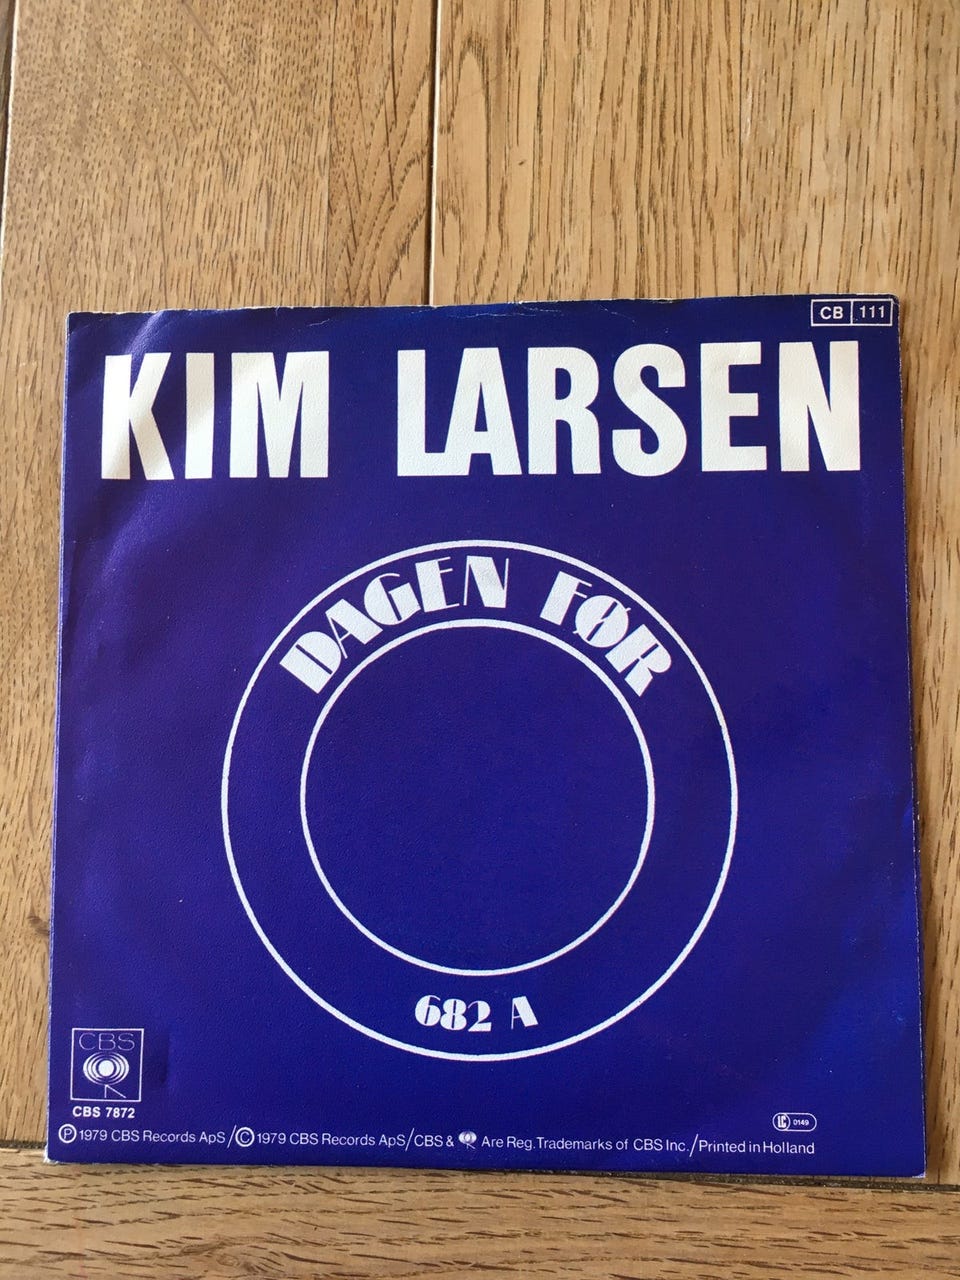 CB 111
KIM LARSEN
DAGEN FØR
682 A
CBS
CBS 7872
LC 0149
Ⓟ 1979 CBS Records ApS/© 1979 CBS Records ApS/CBS & Are Reg. Trademarks of CBS Inc./Printed in Holland